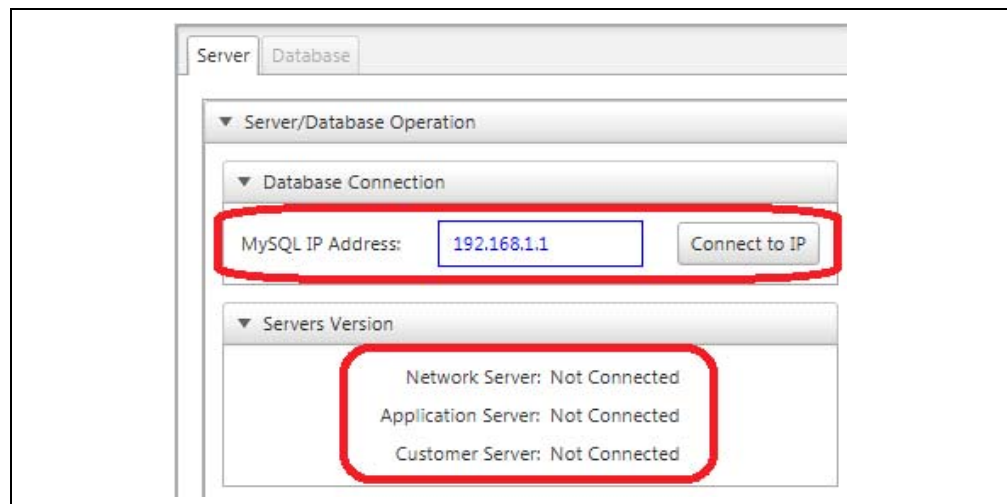 Server Database
Server/Database Operation
Database Connection
MySQL IP Address: 192.168.1.1 Connect to IP
Servers Version
Network Server: Not Connected
Application Server: Not Connected
Customer Server: Not Connected